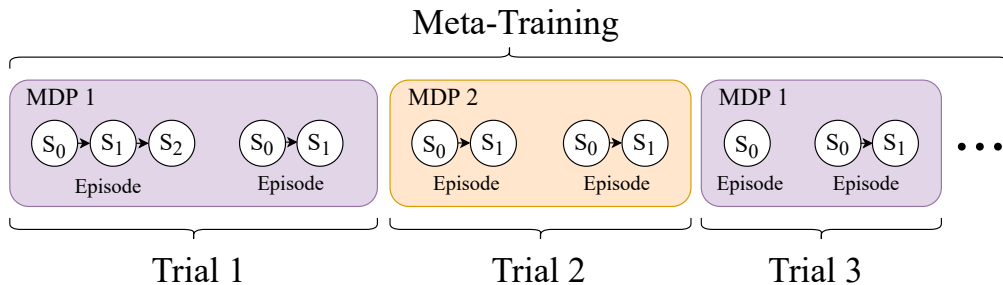 Meta-Training
MDP 1
S0 S1 S2 S0 S1
Episode Episode
MDP 2
S0 S1 S0 S1
Episode Episode
MDP 1
S0 S0 S1
Episode Episode
Trial 1 Trial 2 Trial 3